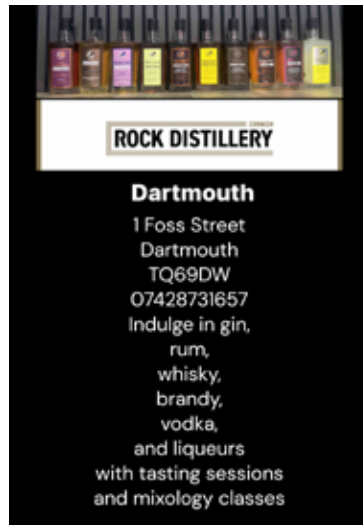 ROCK DISTILLERY
Dartmouth
1 Foss Street
Dartmouth
TQ69DW
07428731657
Indulge in gin,
rum,
whisky,
brandy,
vodka,
and liqueurs
with tasting sessions
and mixology classes